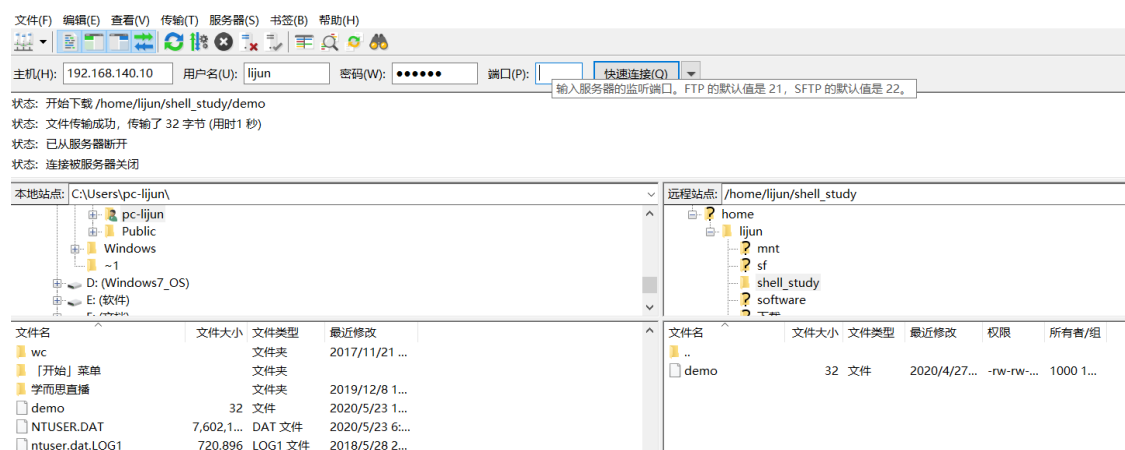 文件(F) 编辑(E) 查看(V) 传输(T) 服务器(S) 书签(B) 帮助(H)
主机(H): 192.168.140.10 用户名(U): lijun 密码(W): ●●●●●● 端口(P): 快速连接(Q)
输入服务器的监听端口。FTP 的默认值是 21，SFTP 的默认值是 22。
状态: 开始下载 /home/lijun/shell_study/demo
状态: 文件传输成功，传输了 32 字节 (用时1 秒)
状态: 已从服务器断开
状态: 连接被服务器关闭
本地站点: C:\Users\pc-lijun\
pc-lijun
Public
Windows
~1
D: (Windows7_OS)
E: (软件)
远程站点: /home/lijun/shell_study
home
lijun
mnt
sf
shell_study
software
下载
文件名 文件大小 文件类型 最近修改
wc 文件夹 2017/11/21 ...
「开始」菜单 文件夹
学而思直播 文件夹 2019/12/8 1...
demo 32 文件 2020/5/23 1...
NTUSER.DAT 7,602,1... DAT 文件 2020/5/23 6:...
ntuser.dat.LOG1 720,896 LOG1 文件 2018/5/28 2...
文件名 文件大小 文件类型 最近修改 权限 所有者/组
..
demo 32 文件 2020/4/27... -rw-rw-... 1000 1...